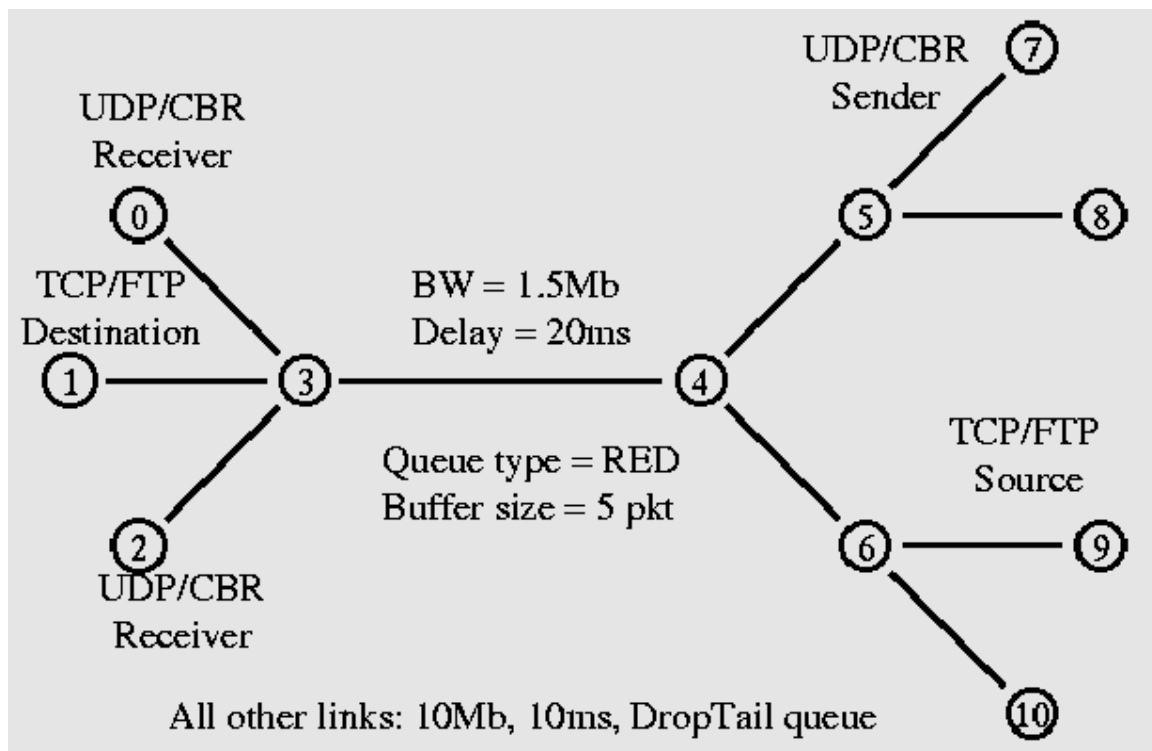 UDP/CBR
Sender
7
UDP/CBR
Receiver
0
5
8
TCP/FTP
Destination
BW = 1.5Mb
Delay = 20ms
1
3
4
Queue type = RED
Buffer size = 5 pkt
TCP/FTP
Source
2
6
9
UDP/CBR
Receiver
10
All other links: 10Mb, 10ms, DropTail queue